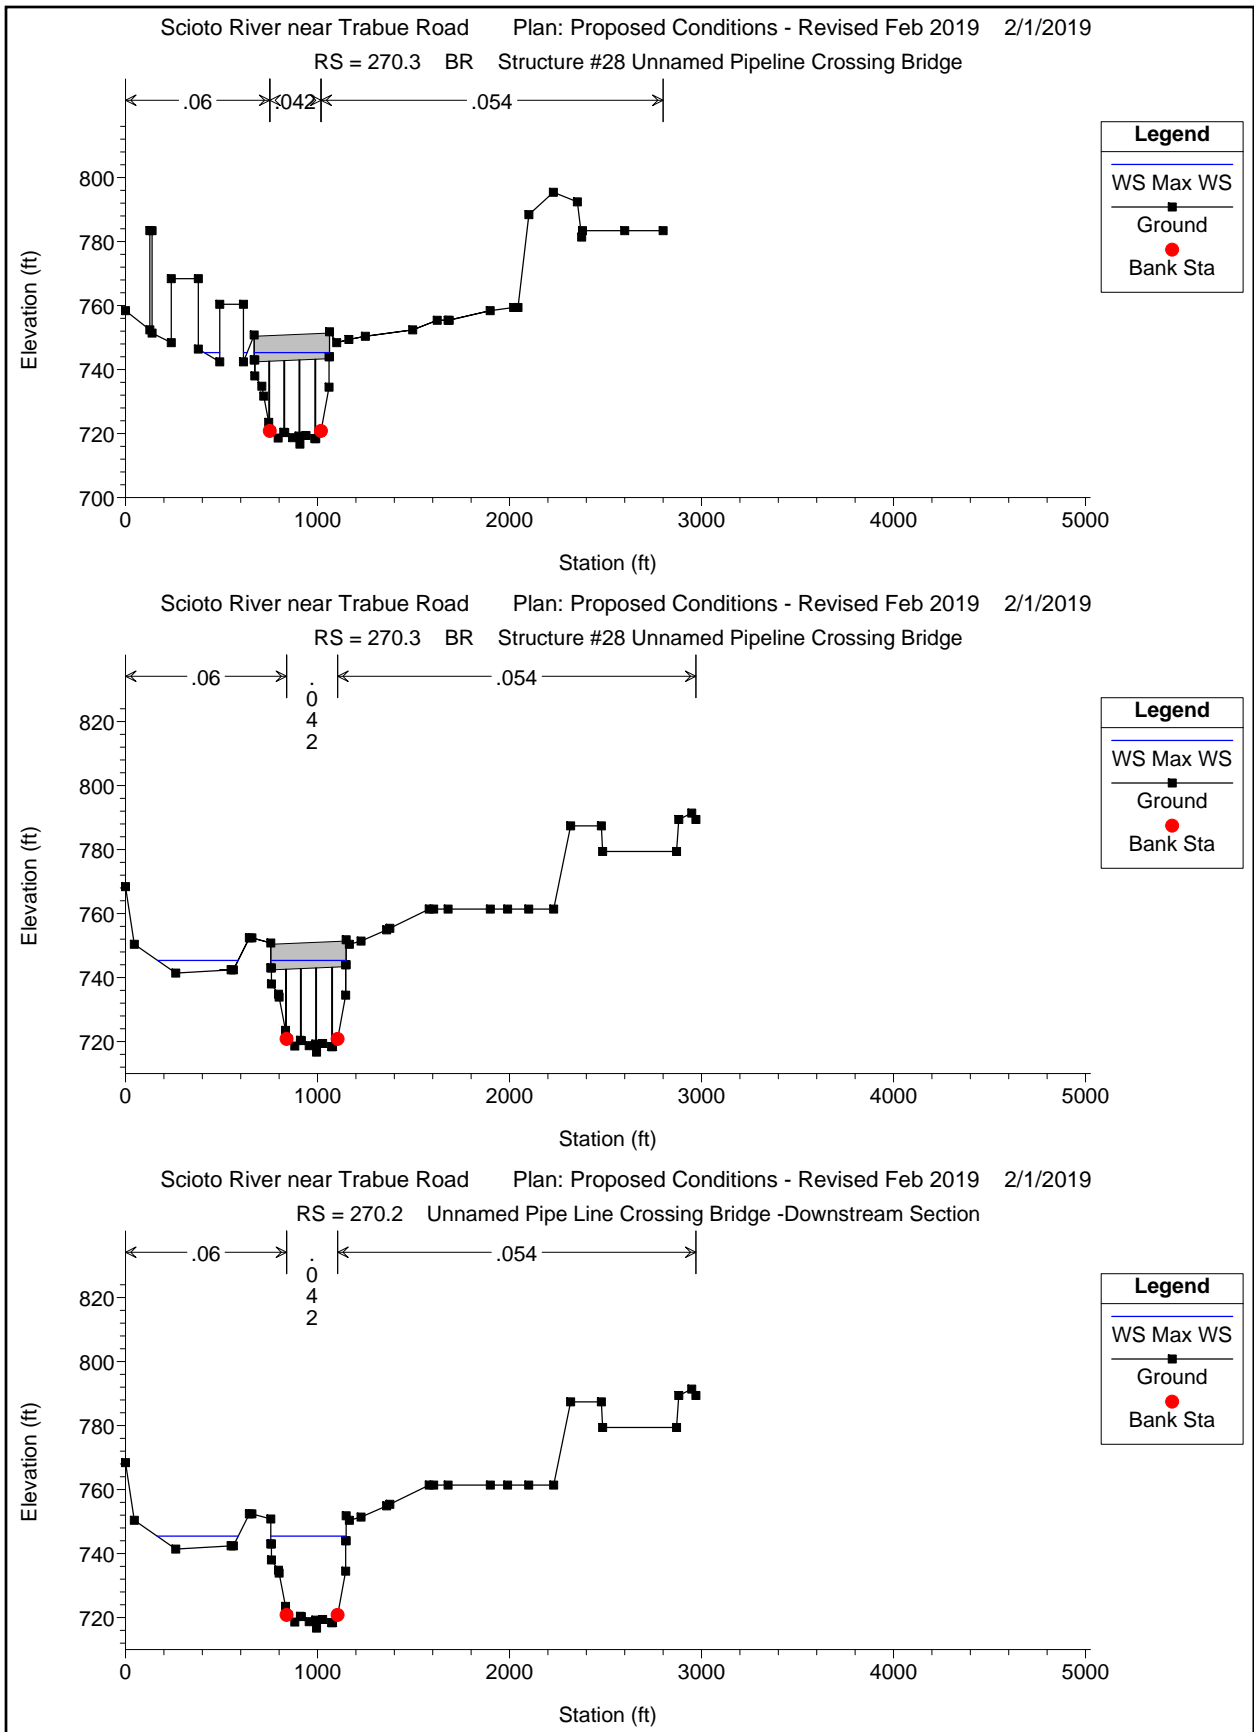 Scioto River near Trabue Road Plan: Proposed Conditions - Revised Feb 2019 2/1/2019
RS = 270.3 BR Structure #28 Unnamed Pipeline Crossing Bridge
.06 .042 .054
Legend
WS Max WS
Ground
Bank Sta
Elevation (ft)
800
780
760
740
720
700
0 1000 2000 3000 4000 5000
Station (ft)
Scioto River near Trabue Road Plan: Proposed Conditions - Revised Feb 2019 2/1/2019
RS = 270.3 BR Structure #28 Unnamed Pipeline Crossing Bridge
.06 .042 .054
Legend
WS Max WS
Ground
Bank Sta
Elevation (ft)
820
800
780
760
740
720
0 1000 2000 3000 4000 5000
Station (ft)
Scioto River near Trabue Road Plan: Proposed Conditions - Revised Feb 2019 2/1/2019
RS = 270.2 Unnamed Pipe Line Crossing Bridge -Downstream Section
.06 .042 .054
Legend
WS Max WS
Ground
Bank Sta
Elevation (ft)
820
800
780
760
740
720
0 1000 2000 3000 4000 5000
Station (ft)